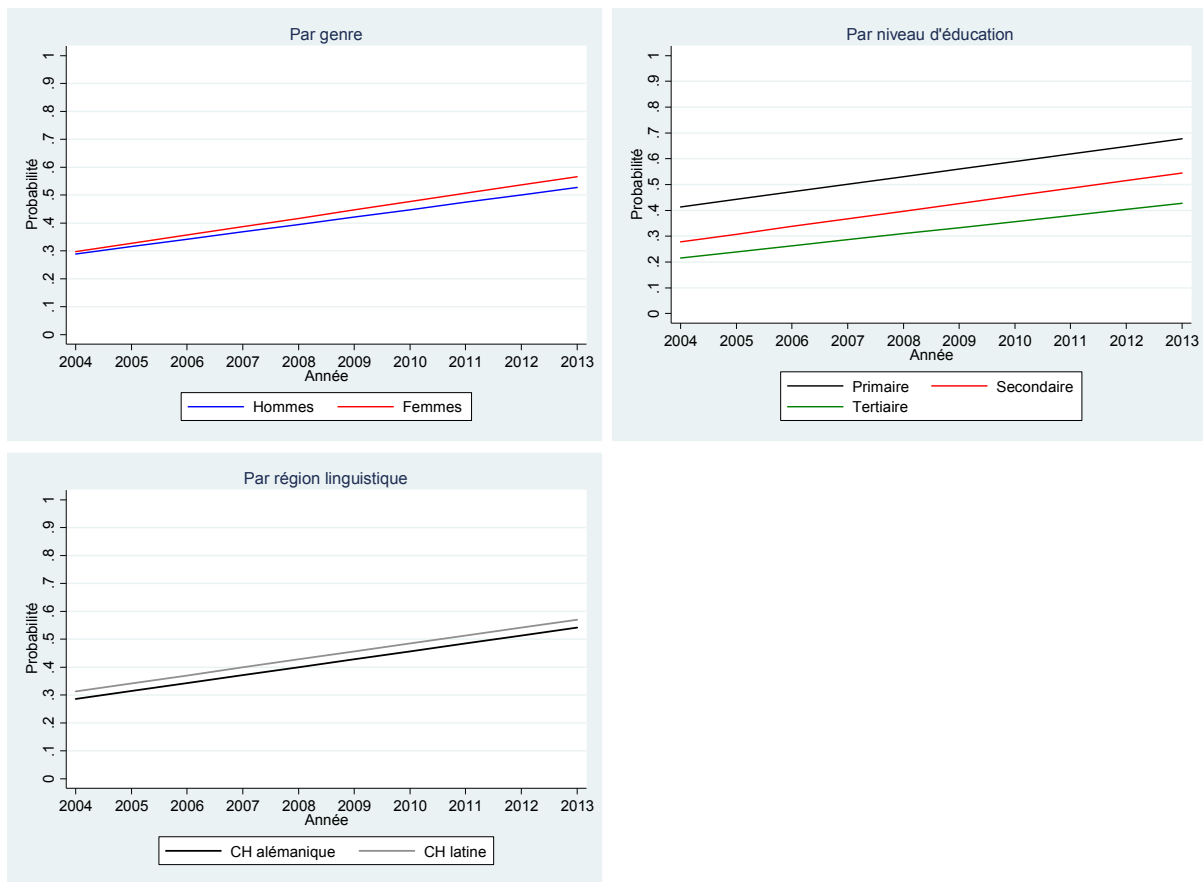 Par genre
Probabilité
1
.9
.8
.7
.6
.5
.4
.3
.2
.1
0
2004 2005 2006 2007 2008 2009 2010 2011 2012 2013
Année
Hommes Femmes
Par niveau d'éducation
Probabilité
1
.9
.8
.7
.6
.5
.4
.3
.2
.1
0
2004 2005 2006 2007 2008 2009 2010 2011 2012 2013
Année
Primaire Secondaire
Tertiaire
Par région linguistique
Probabilité
1
.9
.8
.7
.6
.5
.4
.3
.2
.1
0
2004 2005 2006 2007 2008 2009 2010 2011 2012 2013
Année
CH alémanique CH latine